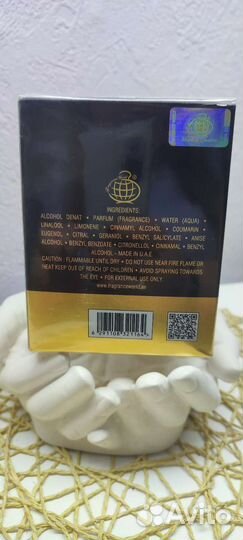 INGREDIENTS:
ALCOHOL DENAT • PARFUM (FRAGRANCE) • WATER (AQUA)
LINALOOL • LIMONENE • CINNAMYL ALCOHOL • COUMARIN
EUGENOL • CITRAL • GERANIOL • BENZYL SALICYLATE • ANISE
ALCOHOL • BENZYL BENZOATE • CITRONELLOL • CINNAMAL • BENZYL
ALCOHOL - MADE IN U.A.E
CAUTION : FLAMMABLE UNTIL DRY • DO NOT USE NEAR FIRE FLAME OR
HEAT KEEP OUT OF REACH OF CHILDREN • AVOID SPRAYING TOWARDS
THE EYE • FOR EXTERNAL USE ONLY
www.fragranceworld.ae
6 291108 321164
Avito